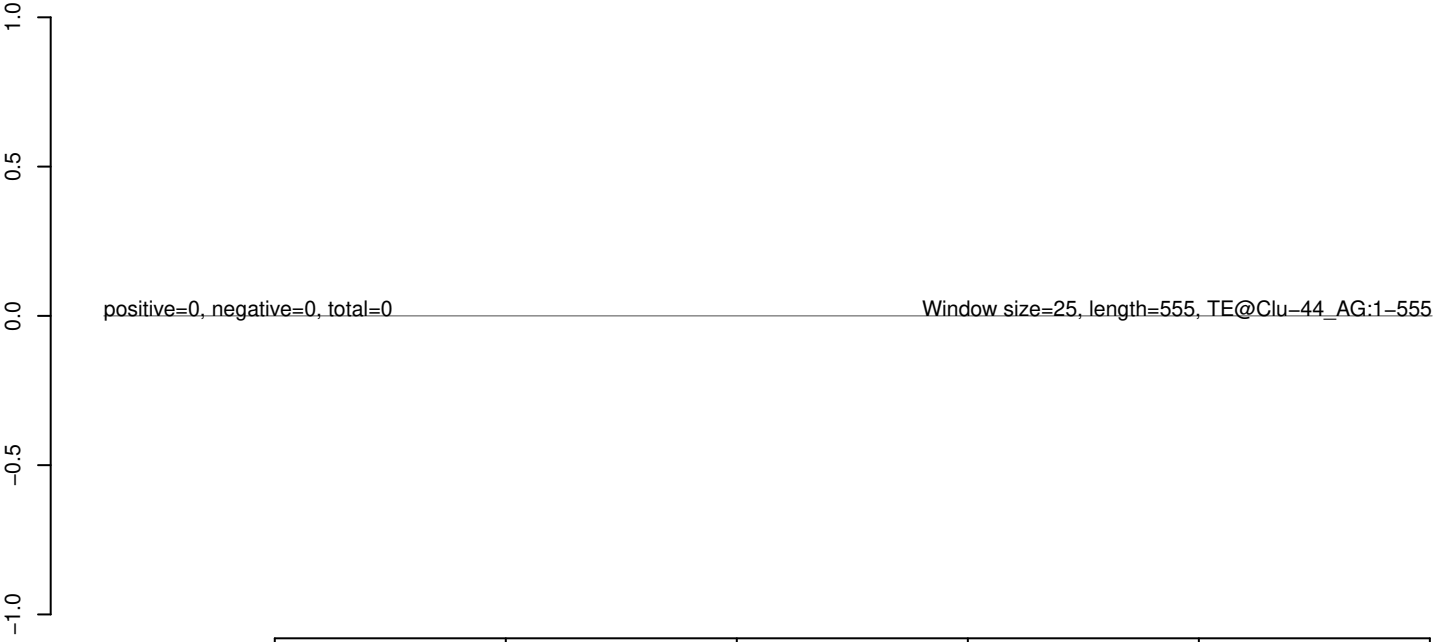 1.0
0.5
positive=0, negative=0, total=0
Window size=25, length=555, TE@Clu−44_AG:1−555
0.0
−0.5
−1.0